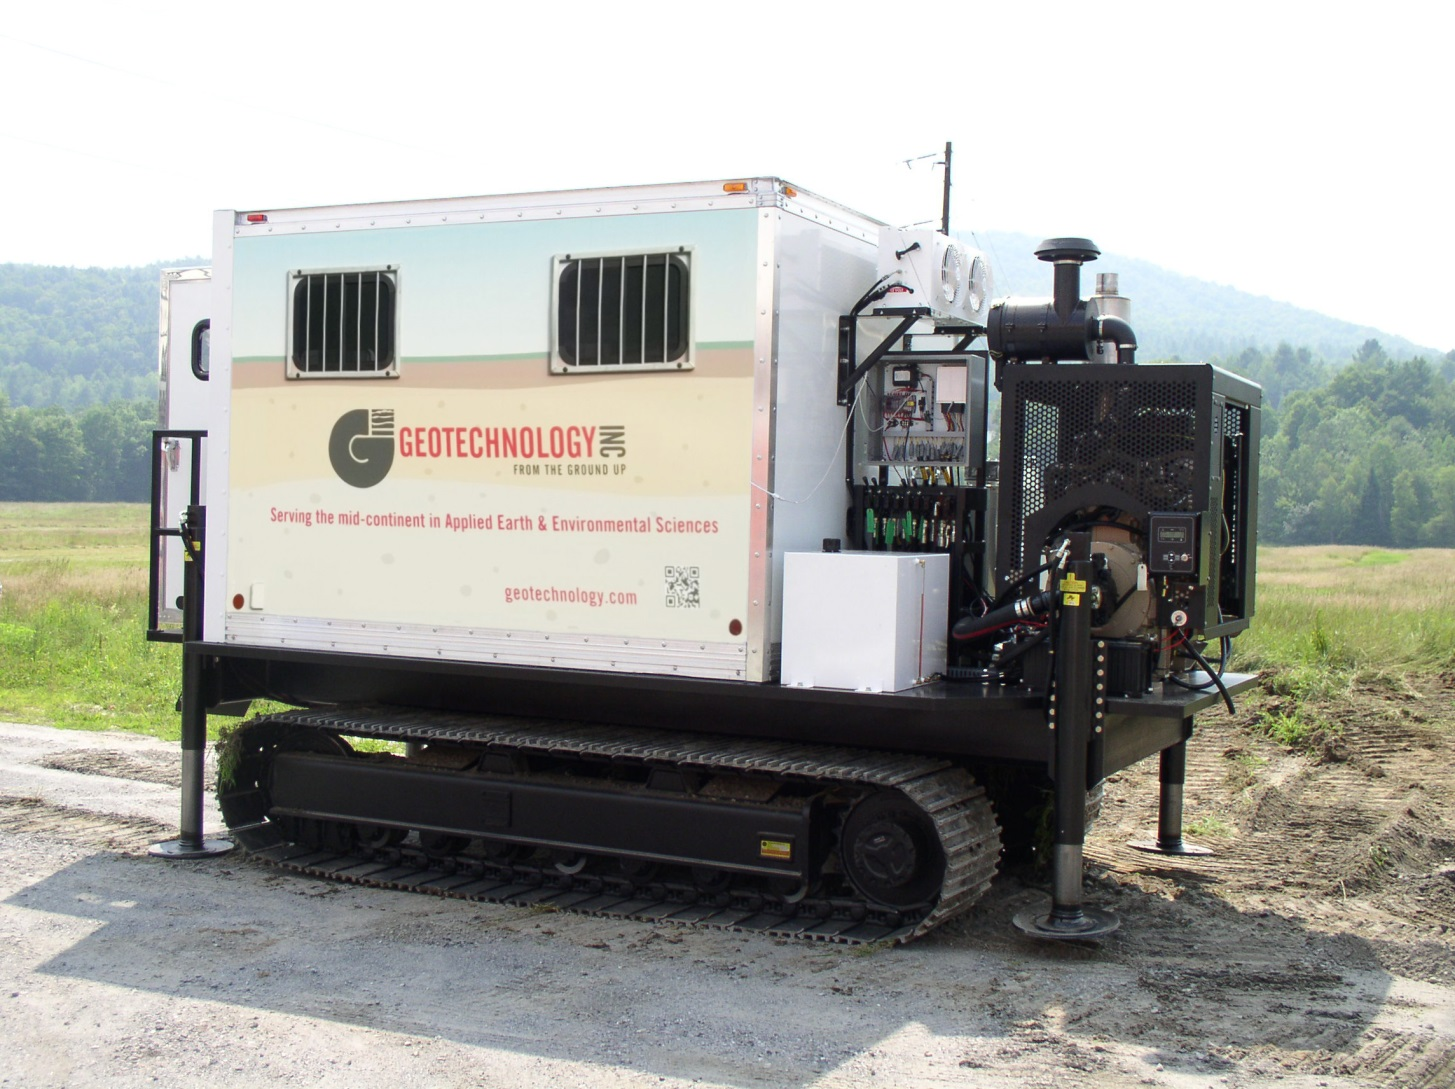 GEOTECHNOLOGY INC
FROM THE GROUND UP
Serving the mid-continent in Applied Earth & Environmental Sciences
geotechnology.com